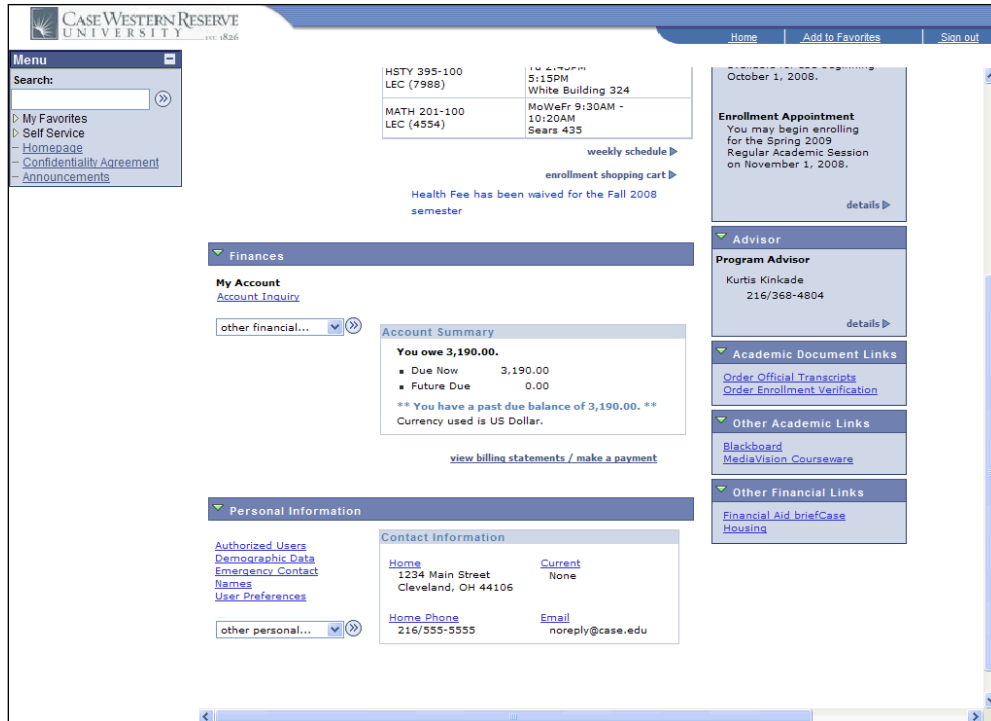 CASE WESTERN RESERVE
UNIVERSITY EST. 1826
Home
Add to Favorites
Sign out
Menu
Search:
My Favorites
Self Service
Homepage
Confidentiality Agreement
Announcements
HSTY 395-100
LEC (7988)
5:15PM
White Building 324
MATH 201-100
LEC (4554)
MoWeFr 9:30AM -
10:20AM
Sears 435
weekly schedule
enrollment shopping cart
Health Fee has been waived for the Fall 2008
semester
Finances
My Account
Account Inquiry
other financial...
Account Summary
You owe 3,190.00.
Due Now 3,190.00
Future Due 0.00
** You have a past due balance of 3,190.00. **
Currency used is US Dollar.
view billing statements / make a payment
Personal Information
Authorized Users
Demographic Data
Emergency Contact
Names
User Preferences
other personal...
Contact Information
Home
1234 Main Street
Cleveland, OH 44106
Current
None
Home Phone
216/555-5555
Email
noreply@case.edu
October 1, 2008.
Enrollment Appointment
You may begin enrolling
for the Spring 2009
Regular Academic Session
on November 1, 2008.
details
Advisor
Program Advisor
Kurtis Kinkade
216/368-4804
details
Academic Document Links
Order Official Transcripts
Order Enrollment Verification
Other Academic Links
Blackboard
MediaVision Courseware
Other Financial Links
Financial Aid briefCase
Housing